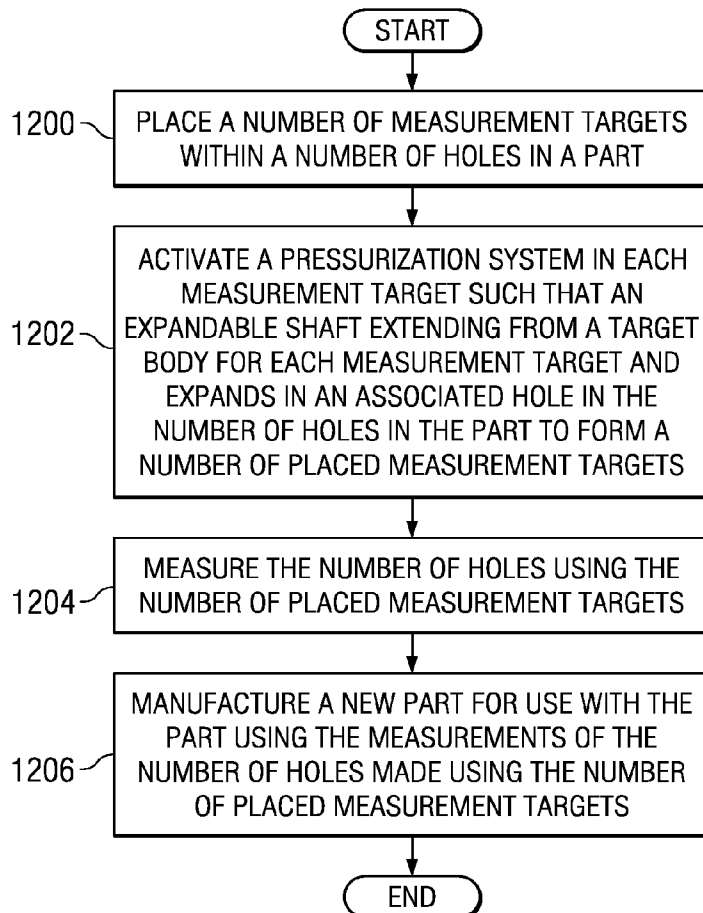 START
1200
PLACE A NUMBER OF MEASUREMENT TARGETS
WITHIN A NUMBER OF HOLES IN A PART
1202
ACTIVATE A PRESSURIZATION SYSTEM IN EACH
MEASUREMENT TARGET SUCH THAT AN
EXPANDABLE SHAFT EXTENDING FROM A TARGET
BODY FOR EACH MEASUREMENT TARGET AND
EXPANDS IN AN ASSOCIATED HOLE IN THE
NUMBER OF HOLES IN THE PART TO FORM A
NUMBER OF PLACED MEASUREMENT TARGETS
1204
MEASURE THE NUMBER OF HOLES USING THE
NUMBER OF PLACED MEASUREMENT TARGETS
1206
MANUFACTURE A NEW PART FOR USE WITH THE
PART USING THE MEASUREMENTS OF THE
NUMBER OF HOLES MADE USING THE NUMBER
OF PLACED MEASUREMENT TARGETS
END